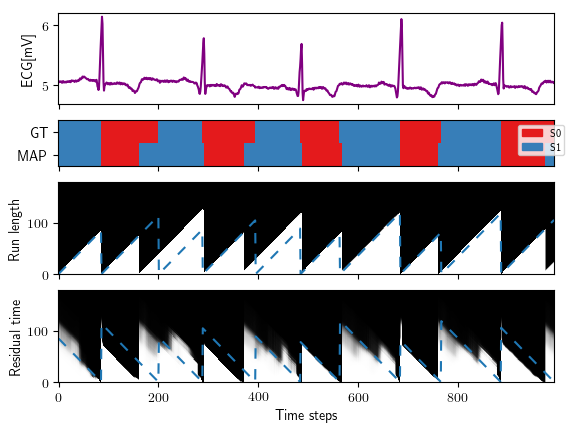 6
5
ECG[mV]
GT
MAP
S0
S1
100
0
Run length
100
0
Residual time
0 200 400 600 800
Time steps